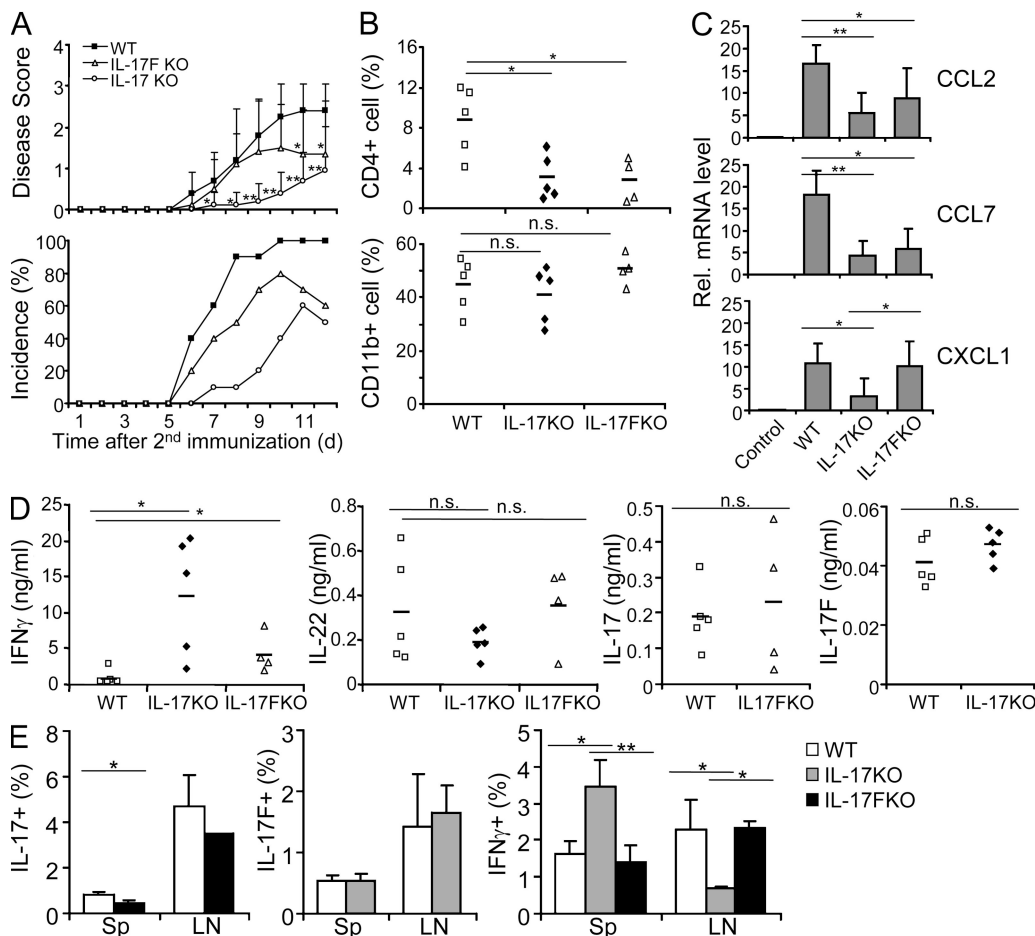 A
Disease Score
4
3
2
1
0
WT
IL-17F KO
IL-17 KO
* *
* * ** ** ** **
Incidence (%)
100
80
60
40
20
0
1 3 5 7 9 11
Time after 2nd immunization (d)
B
CD4+ cell (%)
16
12
8
4
0
*
*
CD11b+ cell (%)
60
40
20
0
n.s.
n.s.
WT IL-17KO IL-17FKO
C
Rel. mRNA level
25
20
15
10
5
0
*
**
CCL2
25
20
15
10
5
0
*
**
CCL7
25
20
15
10
5
0
*
*
CXCL1
Control WT IL-17KO IL-17FKO
D
IFNγ (ng/ml)
25
20
15
10
5
0
*
*
WT IL-17KO IL-17FKO
IL-22 (ng/ml)
0.8
0.6
0.4
0.2
0
n.s. n.s.
WT IL-17KO IL-17FKO
IL-17 (ng/ml)
0.5
0.4
0.3
0.2
0.1
0
n.s.
WT IL17FKO
IL-17F (ng/ml)
0.06
0.04
0.02
0.00
n.s.
WT IL-17KO
E
IL-17+ (%)
8
6
4
2
0
*
Sp LN
IL-17F+ (%)
3
2
1
0
Sp LN
IFNγ+ (%)
5
4
3
2
1
0
* **
* *
Sp LN
WT
IL-17KO
IL-17FKO